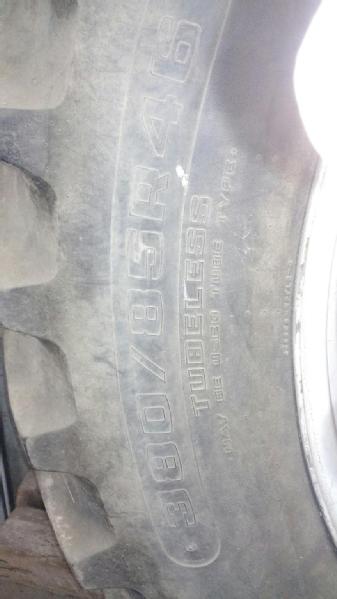 380/85R46
TUBELESS
MAY BE USED TUBE TYPE.